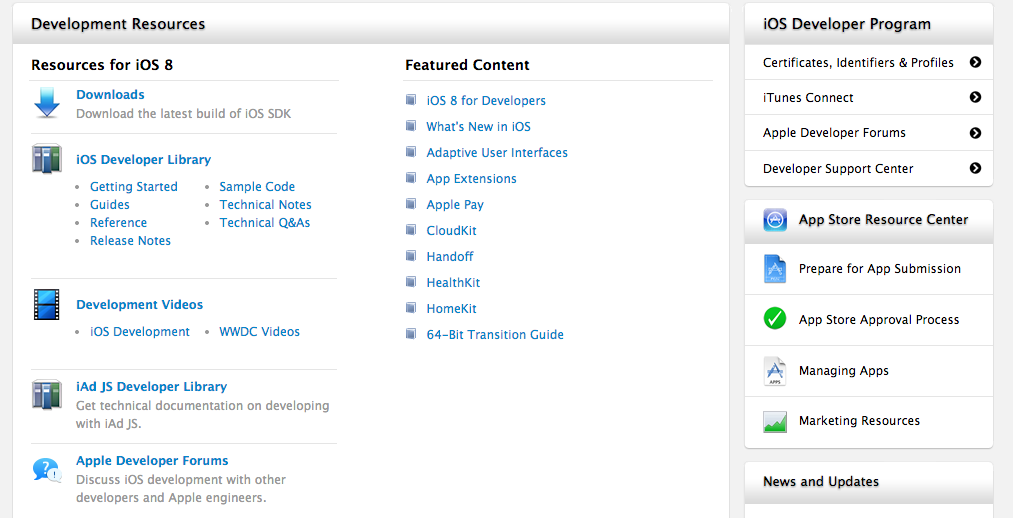 Development Resources
Resources for iOS 8
Downloads
Download the latest build of iOS SDK
iOS Developer Library
Getting Started
Guides
Reference
Release Notes
Sample Code
Technical Notes
Technical Q&As
Development Videos
iOS Development
WWDC Videos
iAd JS Developer Library
Get technical documentation on developing
with iAd JS.
Apple Developer Forums
Discuss iOS development with other
developers and Apple engineers.
Featured Content
iOS 8 for Developers
What's New in iOS
Adaptive User Interfaces
App Extensions
Apple Pay
CloudKit
Handoff
HealthKit
HomeKit
64-Bit Transition Guide
iOS Developer Program
Certificates, Identifiers & Profiles
iTunes Connect
Apple Developer Forums
Developer Support Center
App Store Resource Center
Prepare for App Submission
App Store Approval Process
APPS
Managing Apps
Marketing Resources
News and Updates